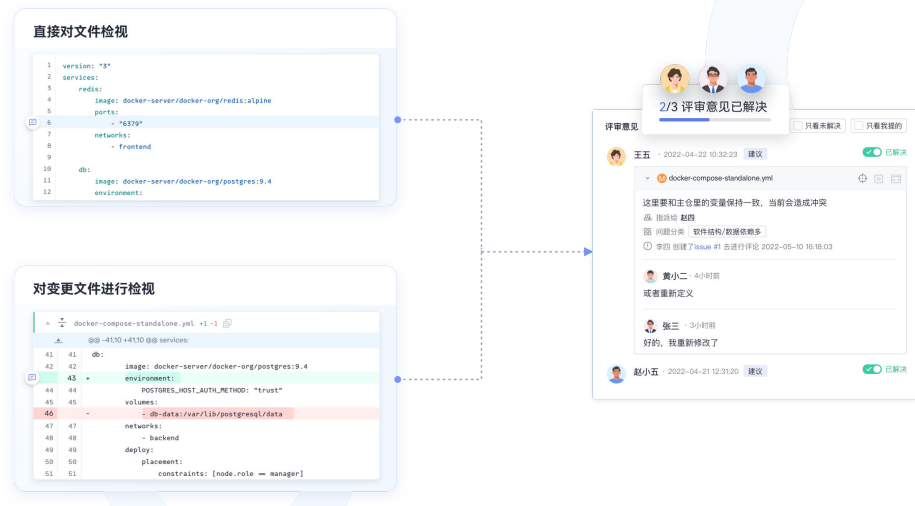 直接对文件检视
1 version: "3"
2 services:
3 redis:
4 image: docker-server/docker-org/redis:alpine
5 ports:
6 - "6379"
7 networks:
8 - frontend
9
10 db:
11 image: docker-server/docker-org/postgres:9.4
12 environment:
对变更文件进行检视
docker-compose-standalone.yml +1 -1
@@ -41,10 +41,10 @@ services:
41 41 db:
42 42 image: docker-server/docker-org/postgres:9.4
43 + environment:
44 44 POSTGRES_HOST_AUTH_METHOD: "trust"
45 45 volumes:
46 - - db-data:/var/lib/postgresql/data
47 47 networks:
48 48 - backend
49 49 deploy:
50 50 placement:
51 51 constraints: [node.role == manager]
2/3 评审意见已解决
评审意见 只看未解决 只看我提的
王五 · 2022-04-22 10:32:23 建议 已解决
M docker-compose-standalone.yml
这里要和主仓里的变量保持一致，当前会造成冲突
指派给 赵四
问题分类 软件结构/数据依赖多
李四 创建了issue #1 去进行评论 2022-05-10 16:18:03
黄小二 · 4小时前
或者重新定义
张三 · 3小时前
好的，我重新修改了
赵小五 · 2022-04-21 12:31:20 建议 已解决